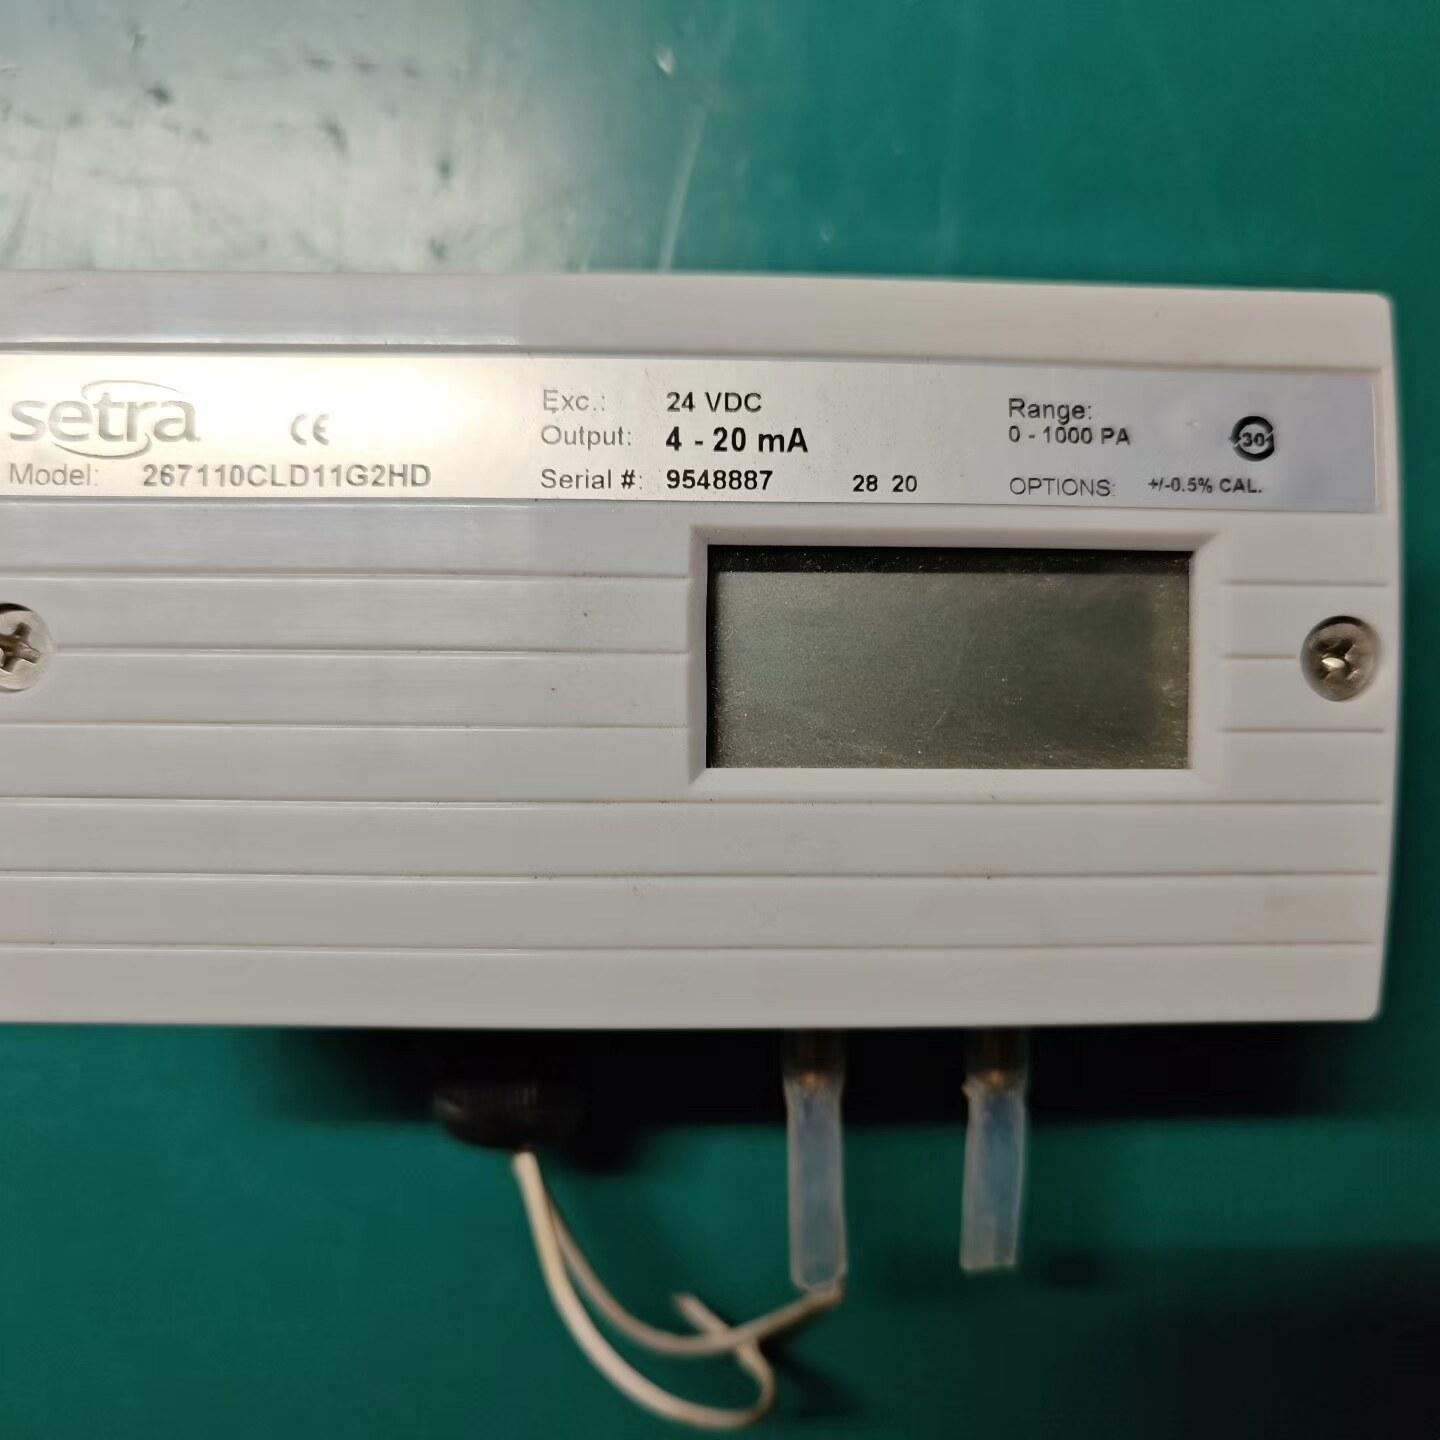 setra CE
Model: 267110CLD11G2HD
Exc.: 24 VDC
Output: 4 - 20 mA
Serial #: 9548887 28 20
Range:
0 - 1000 PA
30
OPTIONS: +/-0.5% CAL.